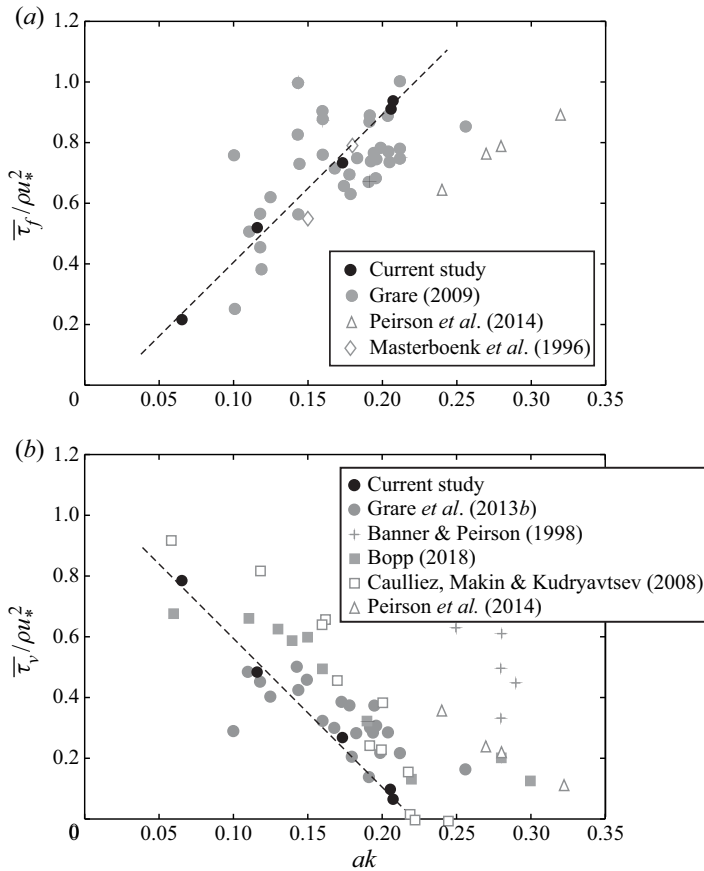 (a)
1.2
1.0
0.8
0.6
0.4
0.2
0
τ̄_f/ρu_*^2
Current study
Grare (2009)
Peirson et al. (2014)
Masterboenk et al. (1996)
0.05 0.10 0.15 0.20 0.25 0.30 0.35
(b)
1.2
1.0
0.8
0.6
0.4
0.2
0
τ̄_v/ρu_*^2
Current study
Grare et al. (2013b)
Banner & Peirson (1998)
Bopp (2018)
Caulliez, Makin & Kudryavtsev (2008)
Peirson et al. (2014)
0 0.05 0.10 0.15 0.20 0.25 0.30 0.35
ak